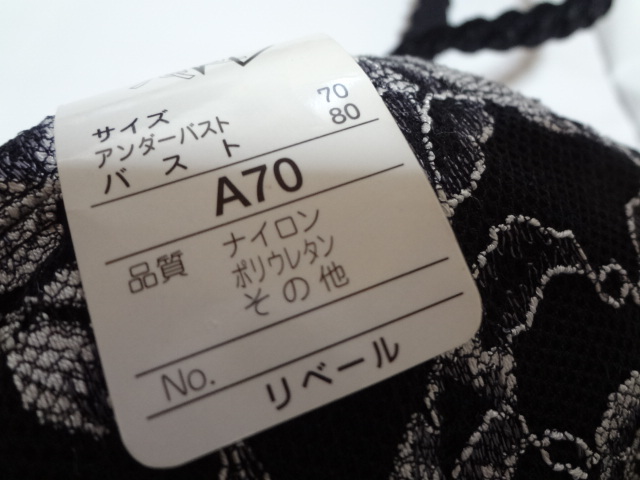 サイズ
アンダーバスト 70
バスト 80
A70
品質 ナイロン
ポリウレタン
その他
No.
リベール